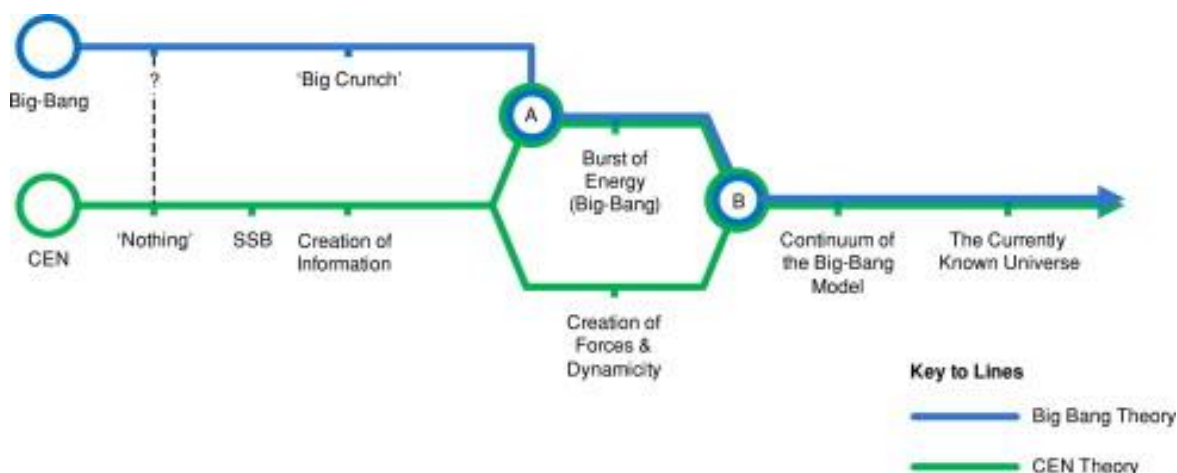 ?
'Big Crunch'
Big-Bang
A
Burst of
Energy
(Big-Bang)
B
'Nothing'
SSB
Creation of
Information
CEN
Continuum of
the Big-Bang
Model
The Currently
Known Universe
Creation of
Forces &
Dynamicity
Key to Lines
Big Bang Theory
CEN Theory